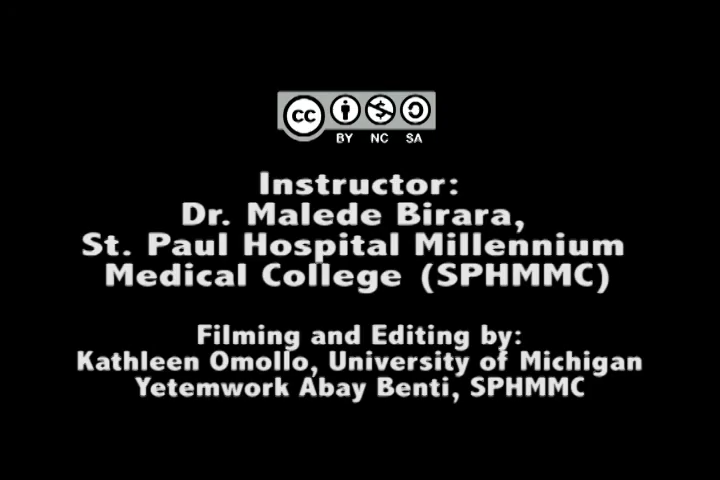 cc
BY NC SA
Instructor:
Dr. Malede Birara,
St. Paul Hospital Millennium
Medical College (SPHMMC)
Filming and Editing by:
Kathleen Omollo, University of Michigan
Yetemwork Abay Benti, SPHMMC